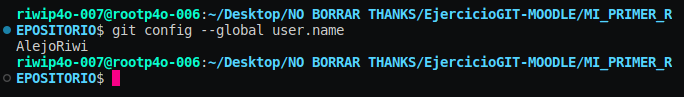 riwip4o-007@rootp4o-006:~/Desktop/NO BORRAR THANKS/EjercicioGIT-MOODLE/MI_PRIMER_R
EPOSITORIO$ git config --global user.name
AlejoRiwi
riwip4o-007@rootp4o-006:~/Desktop/NO BORRAR THANKS/EjercicioGIT-MOODLE/MI_PRIMER_R
EPOSITORIO$